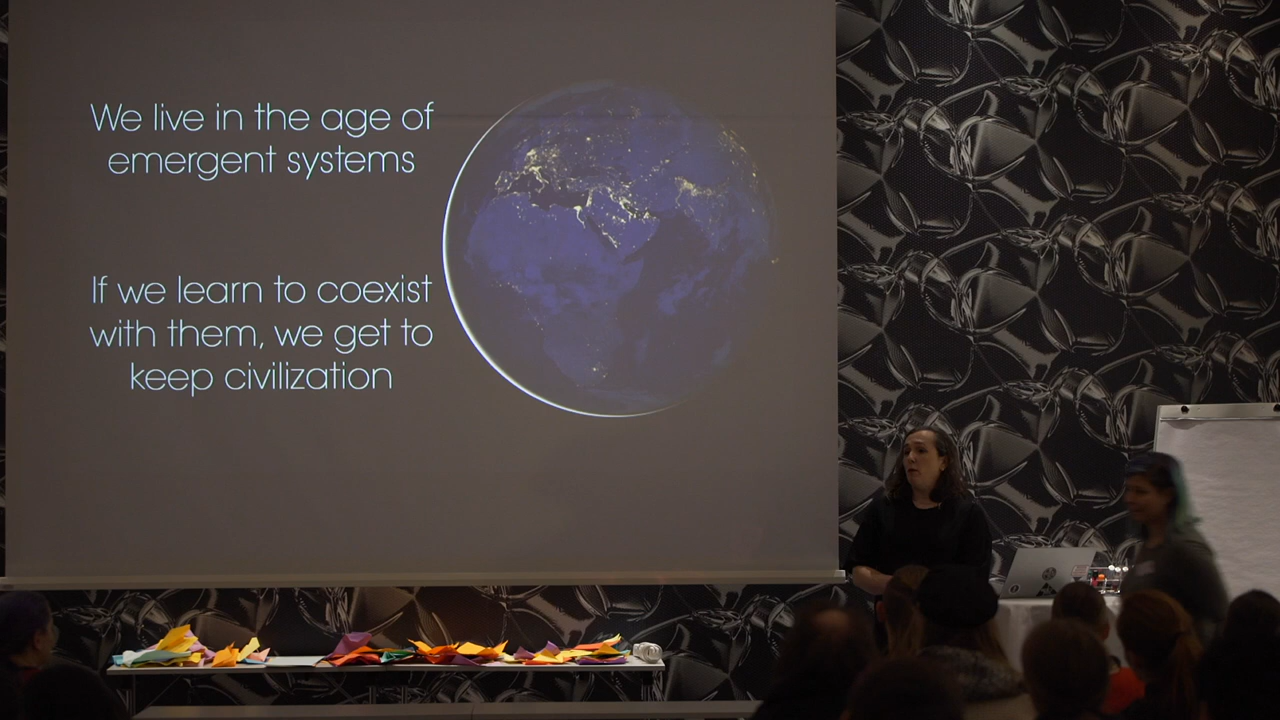 We live in the age of
emergent systems
If we learn to coexist
with them, we get to
keep civilization